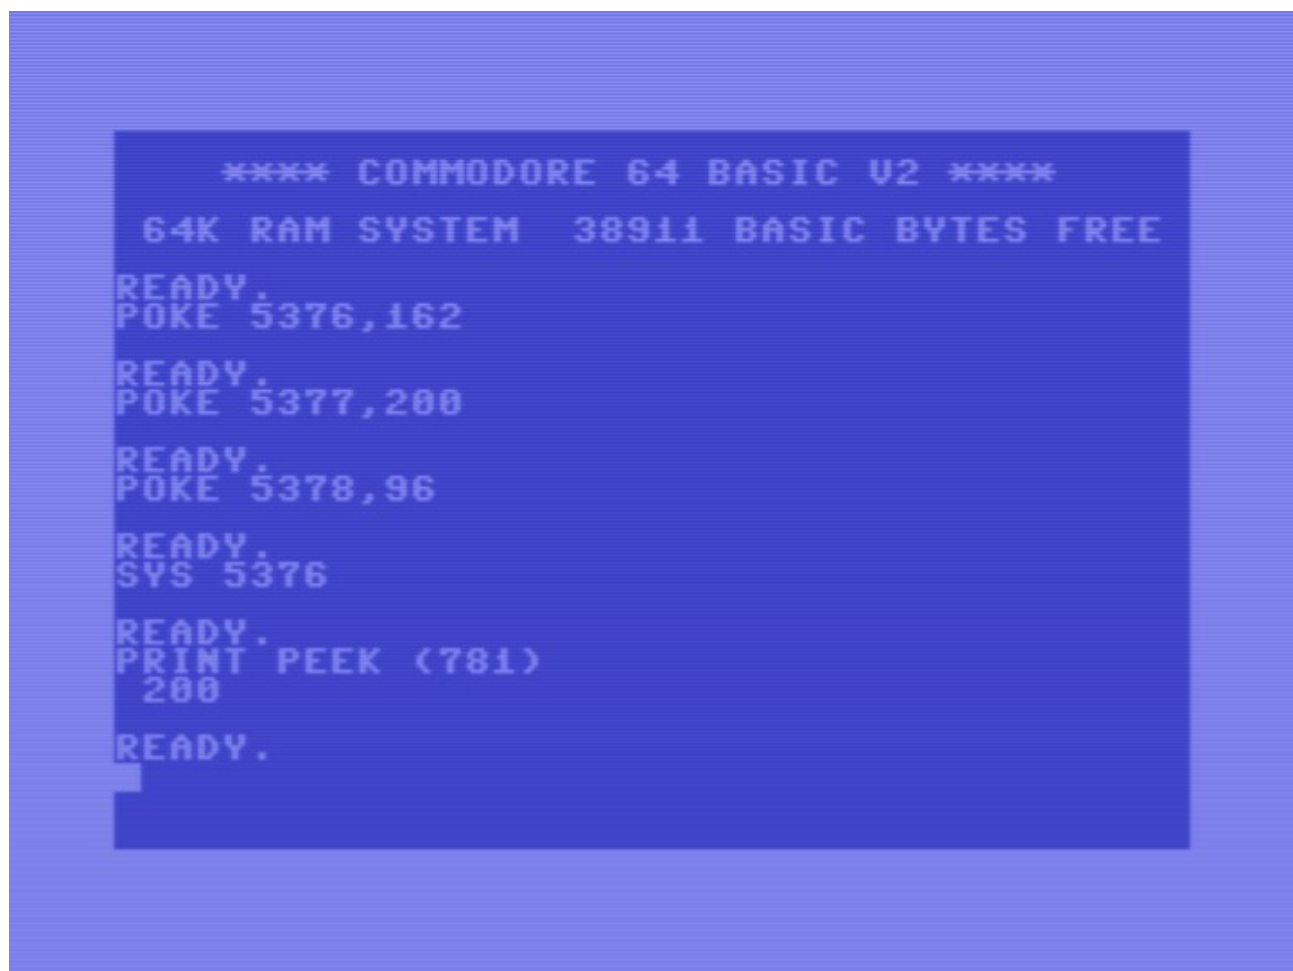 **** COMMODORE 64 BASIC V2 ****
64K RAM SYSTEM  38911 BASIC BYTES FREE
READY.
POKE 5376,162
READY.
POKE 5377,200
READY.
POKE 5378,96
READY.
SYS 5376
READY.
PRINT PEEK (781)
200
READY.